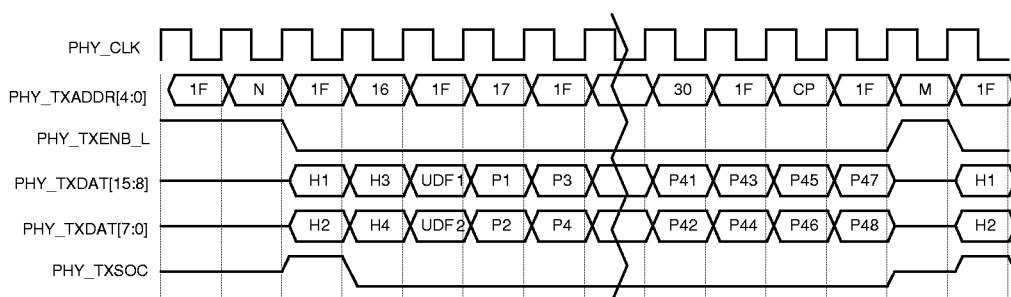 PHY_CLK
PHY_TXADDR[4:0] 1F N 1F 16 1F 17 1F 30 1F CP 1F M 1F
PHY_TXENB_L
PHY_TXDAT[15:8] H1 H3 UDF1 P1 P3 P41 P43 P45 P47 H1
PHY_TXDAT[7:0] H2 H4 UDF2 P2 P4 P42 P44 P46 P48 H2
PHY_TXSOC